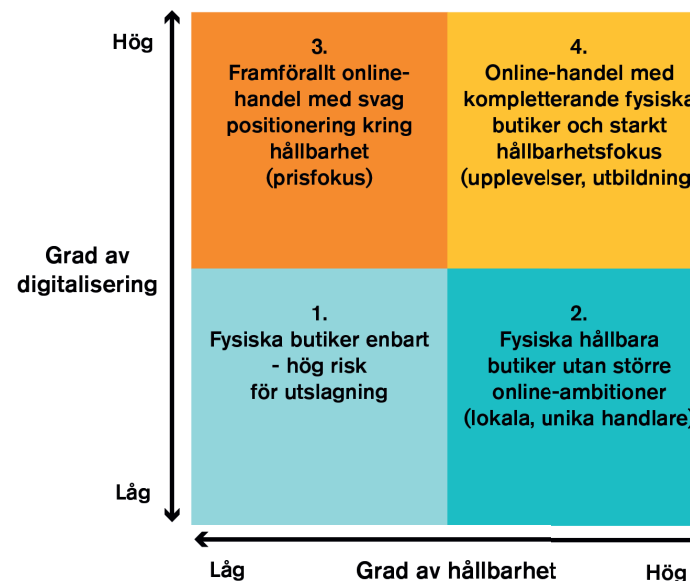 Hög
3.
Framförallt online-
handel med svag
positionering kring
hållbarhet
(prisfokus)
4.
Online-handel med
kompletterande fysiska
butiker och starkt
hållbarhetsfokus
(upplevelser, utbildning
Grad av
digitalisering
1.
Fysiska butiker enbart
- hög risk
för utslagning
2.
Fysiska hållbara
butiker utan större
online-ambitioner
(lokala, unika handlare)
Låg
Låg
Grad av hållbarhet
Hög